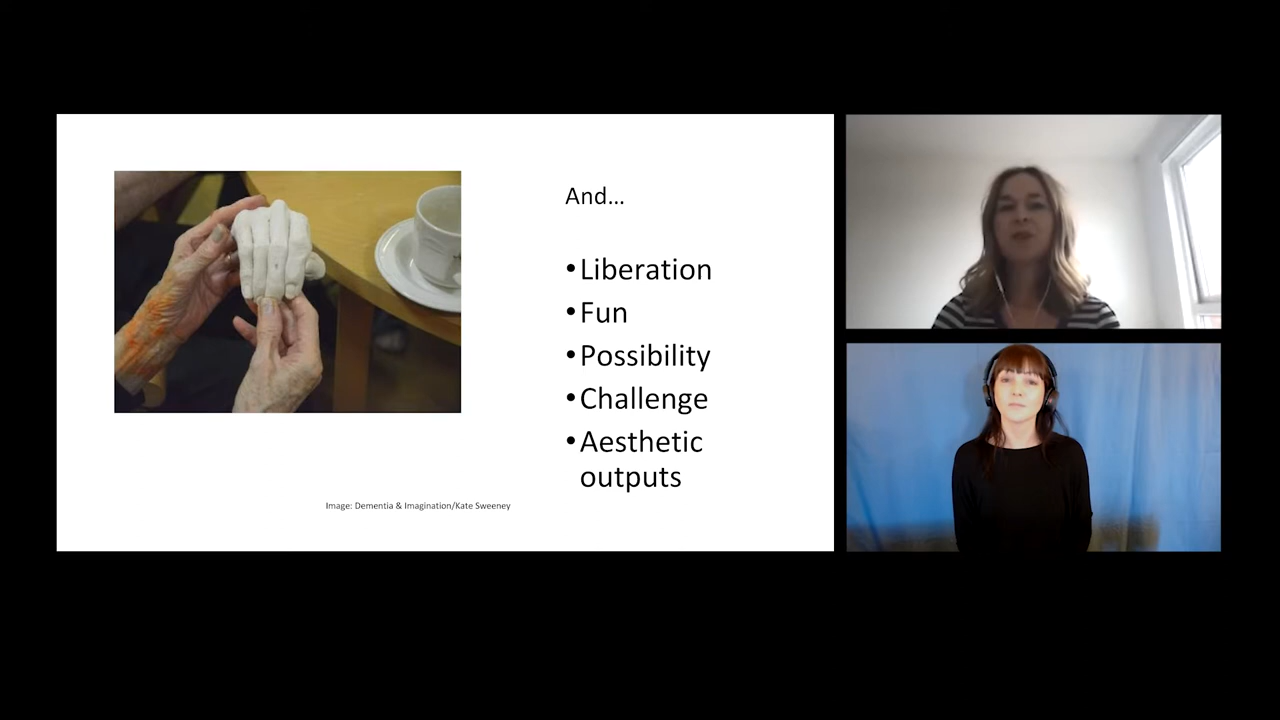 And...
•Liberation
•Fun
•Possibility
•Challenge
•Aesthetic
outputs
Image: Dementia & Imagination/Kate Sweeney